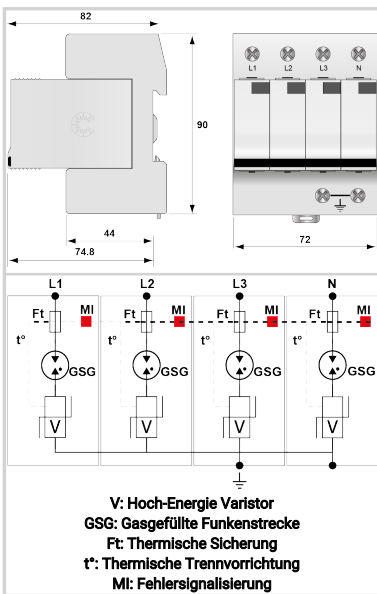 82
L1 L2 L3 N
90
44
74.8
72
L1 L2 L3 N
Ft MI Ft MI Ft MI Ft MI
t° t° t° t°
GSG GSG GSG GSG
V V V V
V: Hoch-Energie Varistor
GSG: Gasgefüllte Funkenstrecke
Ft: Thermische Sicherung
t°: Thermische Trennvorrichtung
MI: Fehlersignalisierung